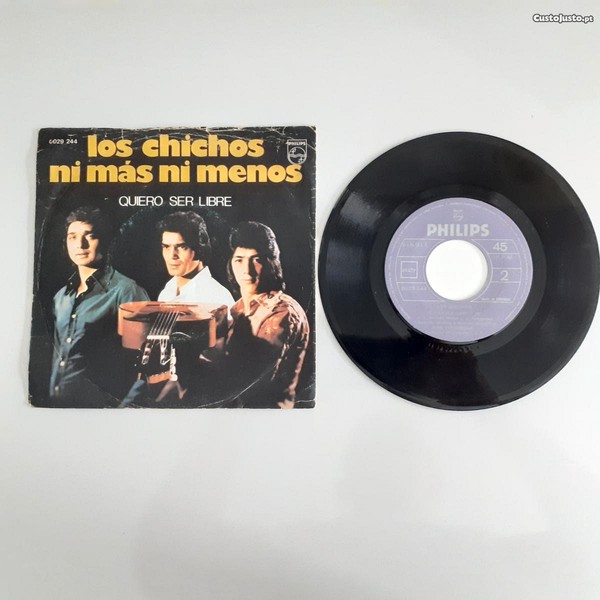 CustoJusto.pt
6029 244
los chichos
PHILIPS
ni más ni menos
QUIERO SER LIBRE
PHILIPS
45
2